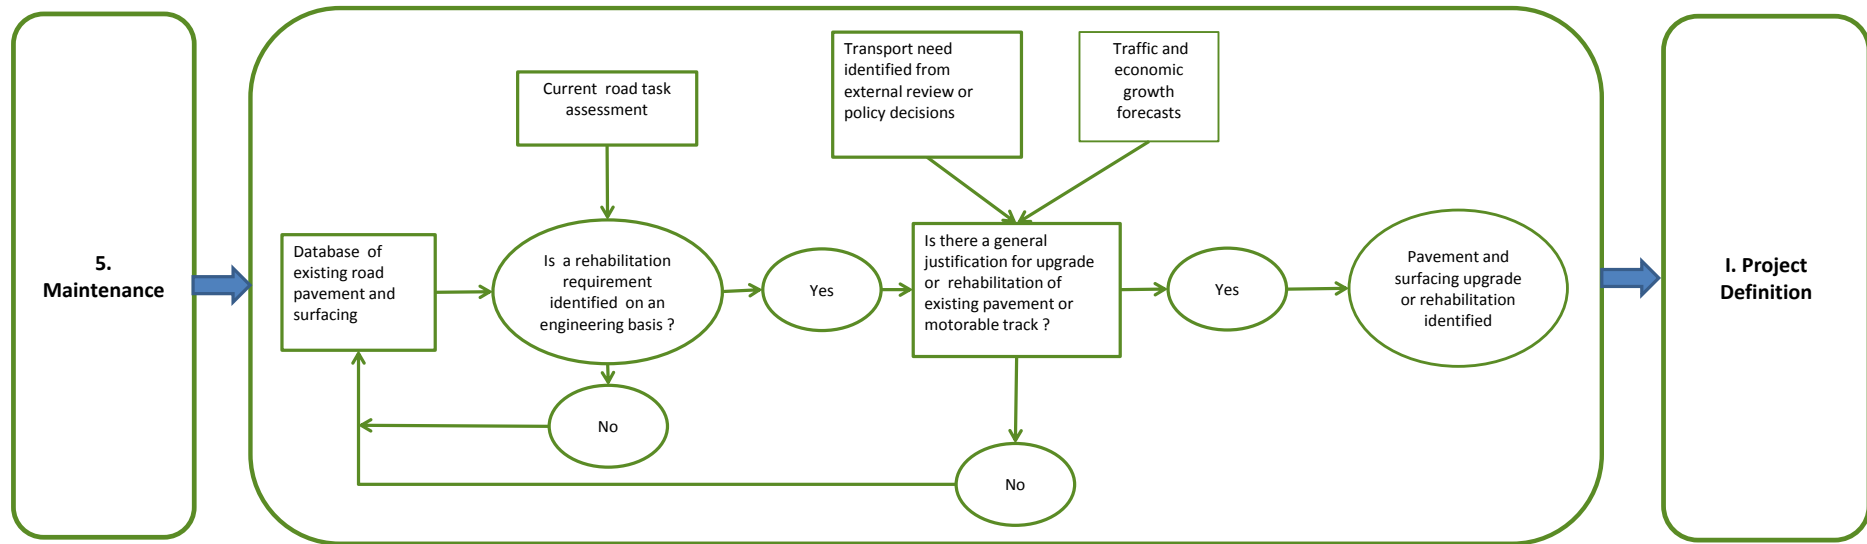 5.
Maintenance
Current road task
assessment
Transport need
identified from
external review or
policy decisions
Traffic and
economic
growth
forecasts
Database of
existing road
pavement and
surfacing
Is a rehabilitation
requirement
identified on an
engineering basis ?
Yes
Is there a general
justification for upgrade
or rehabilitation of
existing pavement or
motorable track ?
Yes
Pavement and
surfacing upgrade
or rehabilitation
identified
No
No
I. Project
Definition